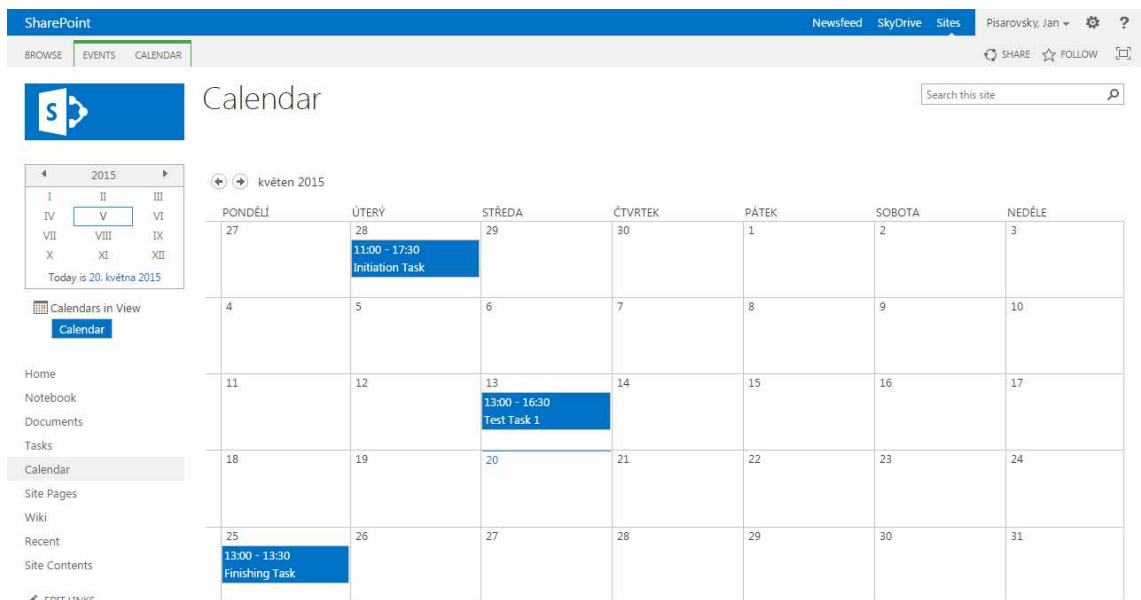 SharePoint Newsfeed SkyDrive Sites Pisarovsky, Jan ?
BROWSE EVENTS CALENDAR SHARE FOLLOW
S
Calendar
Search this site
2015
I II III
IV V VI
VII VIII IX
X XI XII
Today is 20. května 2015
Calendars in View
Calendar
Home
Notebook
Documents
Tasks
Calendar
Site Pages
Wiki
Recent
Site Contents
EDIT LINKS
květen 2015
PONDĚLÍ ÚTERÝ STŘEDA ČTVRTEK PÁTEK SOBOTA NEDĚLE
27 28 29 30 1 2 3
11:00 - 17:30
Initiation Task
4 5 6 7 8 9 10
11 12 13 14 15 16 17
13:00 - 16:30
Test Task 1
18 19 20 21 22 23 24
25 26 27 28 29 30 31
13:00 - 13:30
Finishing Task